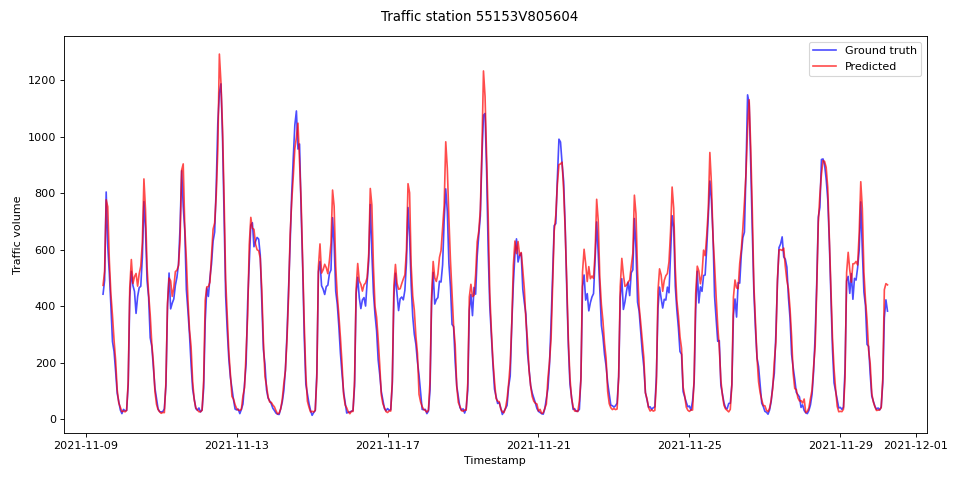 Traffic station 55153V805604
Ground truth
Predicted
1200
1000
800
600
400
200
0
Traffic volume
2021-11-09
2021-11-13
2021-11-17
2021-11-21
2021-11-25
2021-11-29
2021-12-01
Timestamp